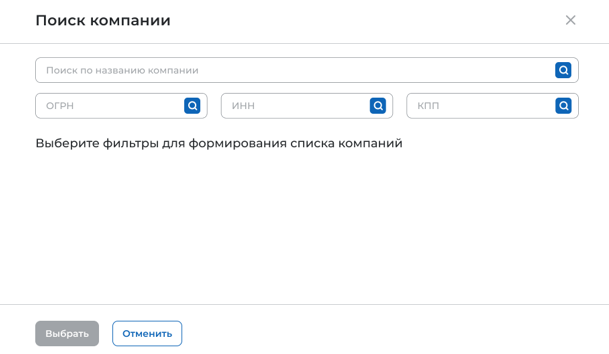 Поиск компании
Поиск по названию компании
ОГРН ИНН КПП
Выберите фильтры для формирования списка компаний
Выбрать Отменить